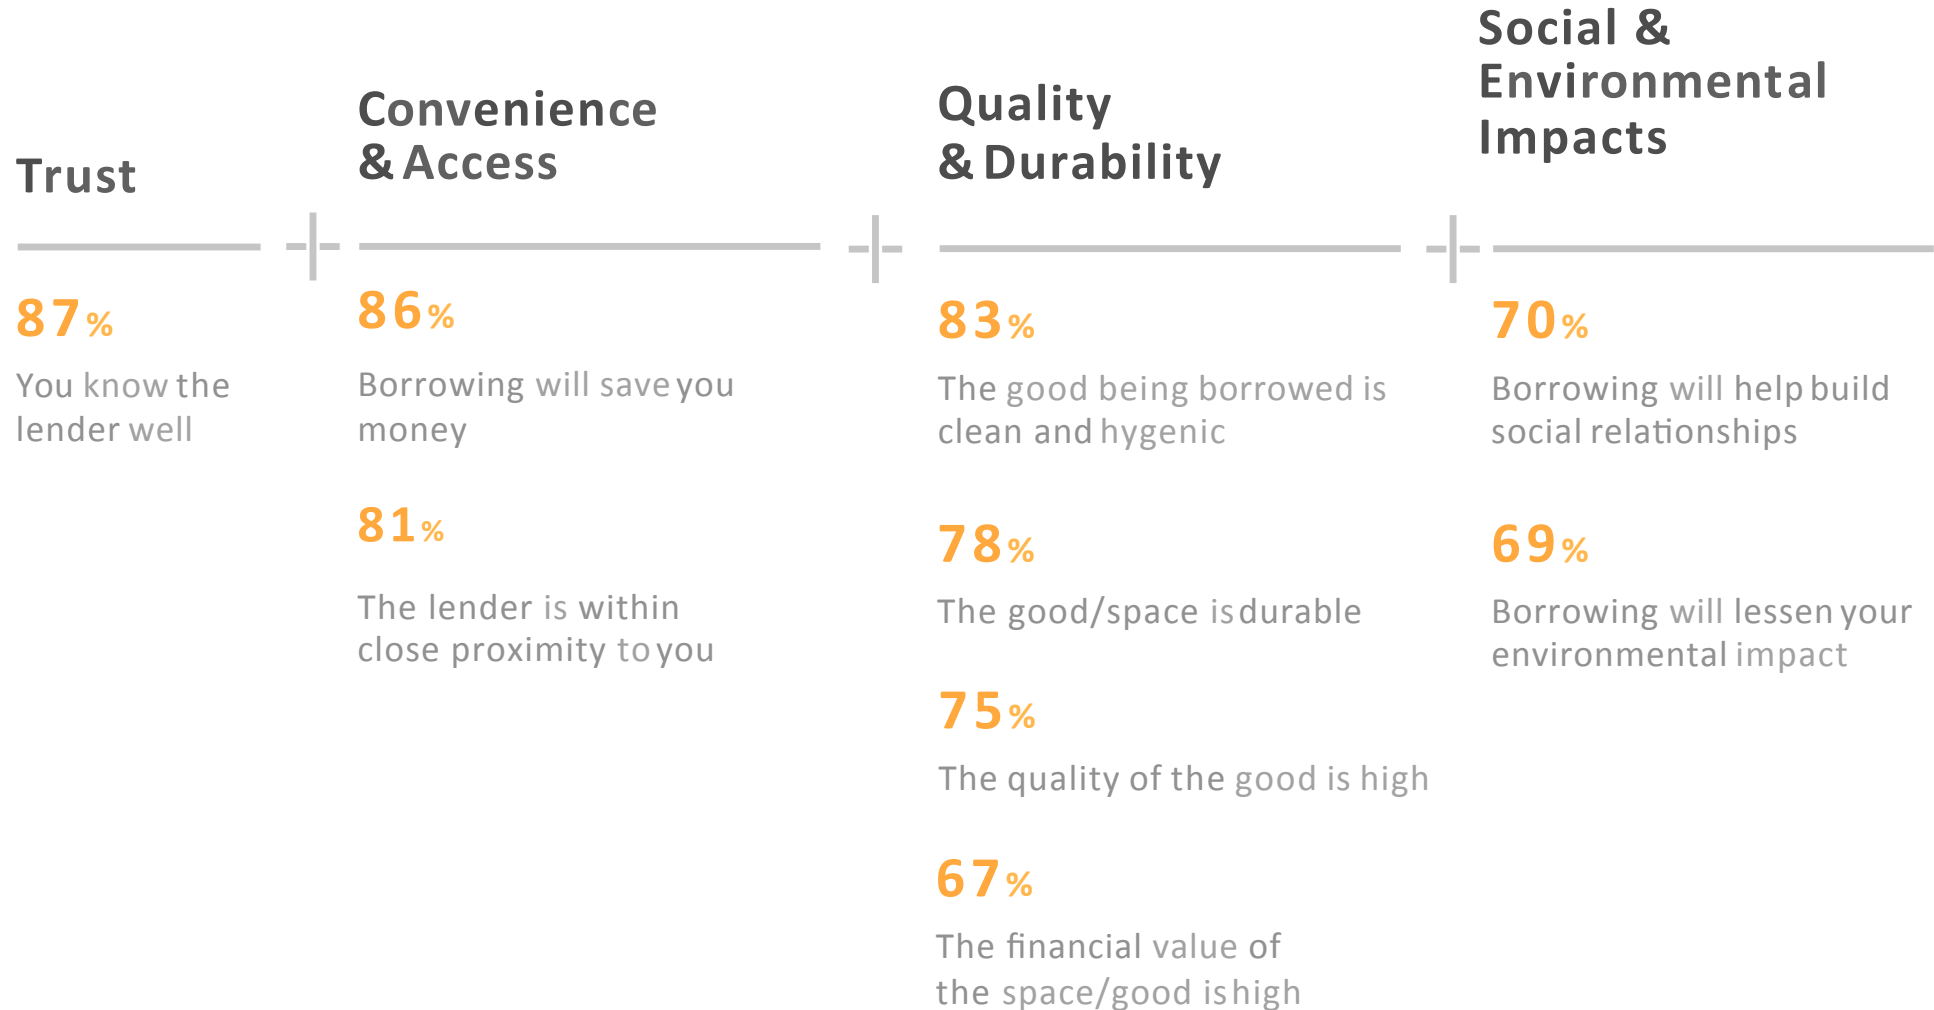 Trust
87%
You know the
lender well
Convenience
& Access
86%
Borrowing will save you
money
81%
The lender is within
close proximity to you
Quality
& Durability
83%
The good being borrowed is
clean and hygenic
78%
The good/space is durable
75%
The quality of the good is high
67%
The financial value of
the space/good is high
Social &
Environmental
Impacts
70%
Borrowing will help build
social relationships
69%
Borrowing will lessen your
environmental impact